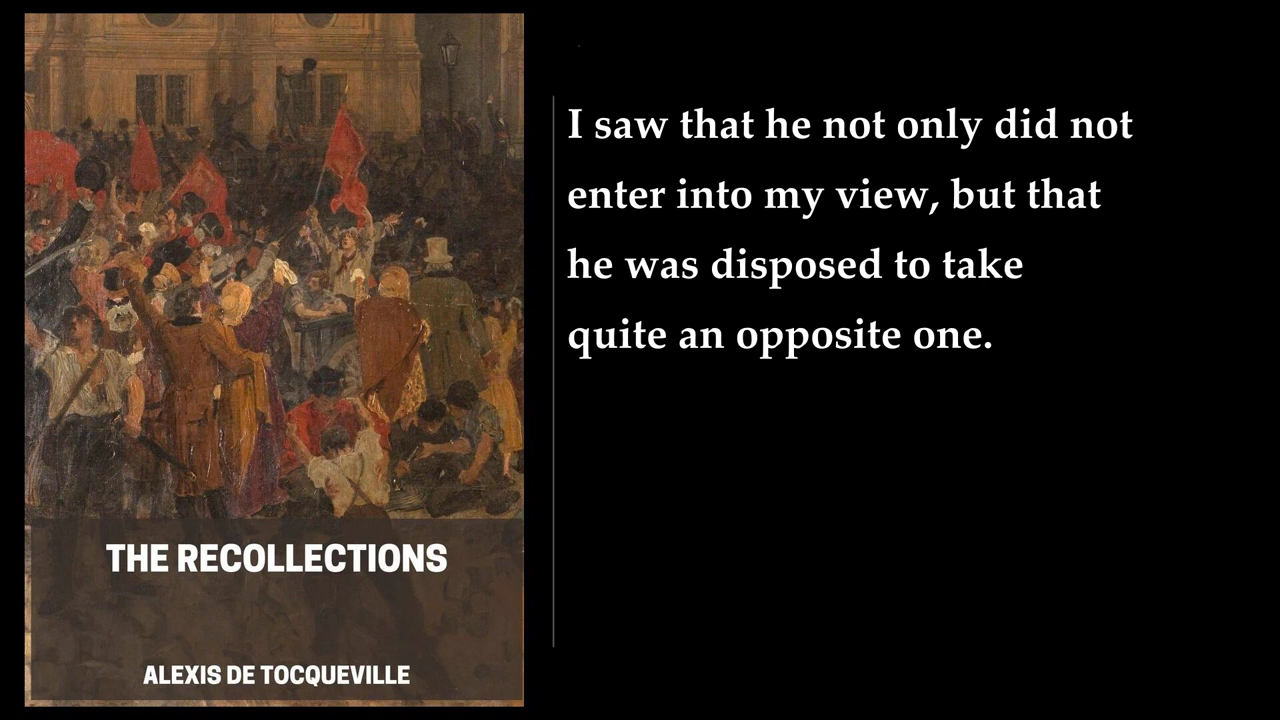 I saw that he not only did not
enter into my view, but that
he was disposed to take
quite an opposite one.
THE RECOLLECTIONS
ALEXIS DE TOCQUEVILLE